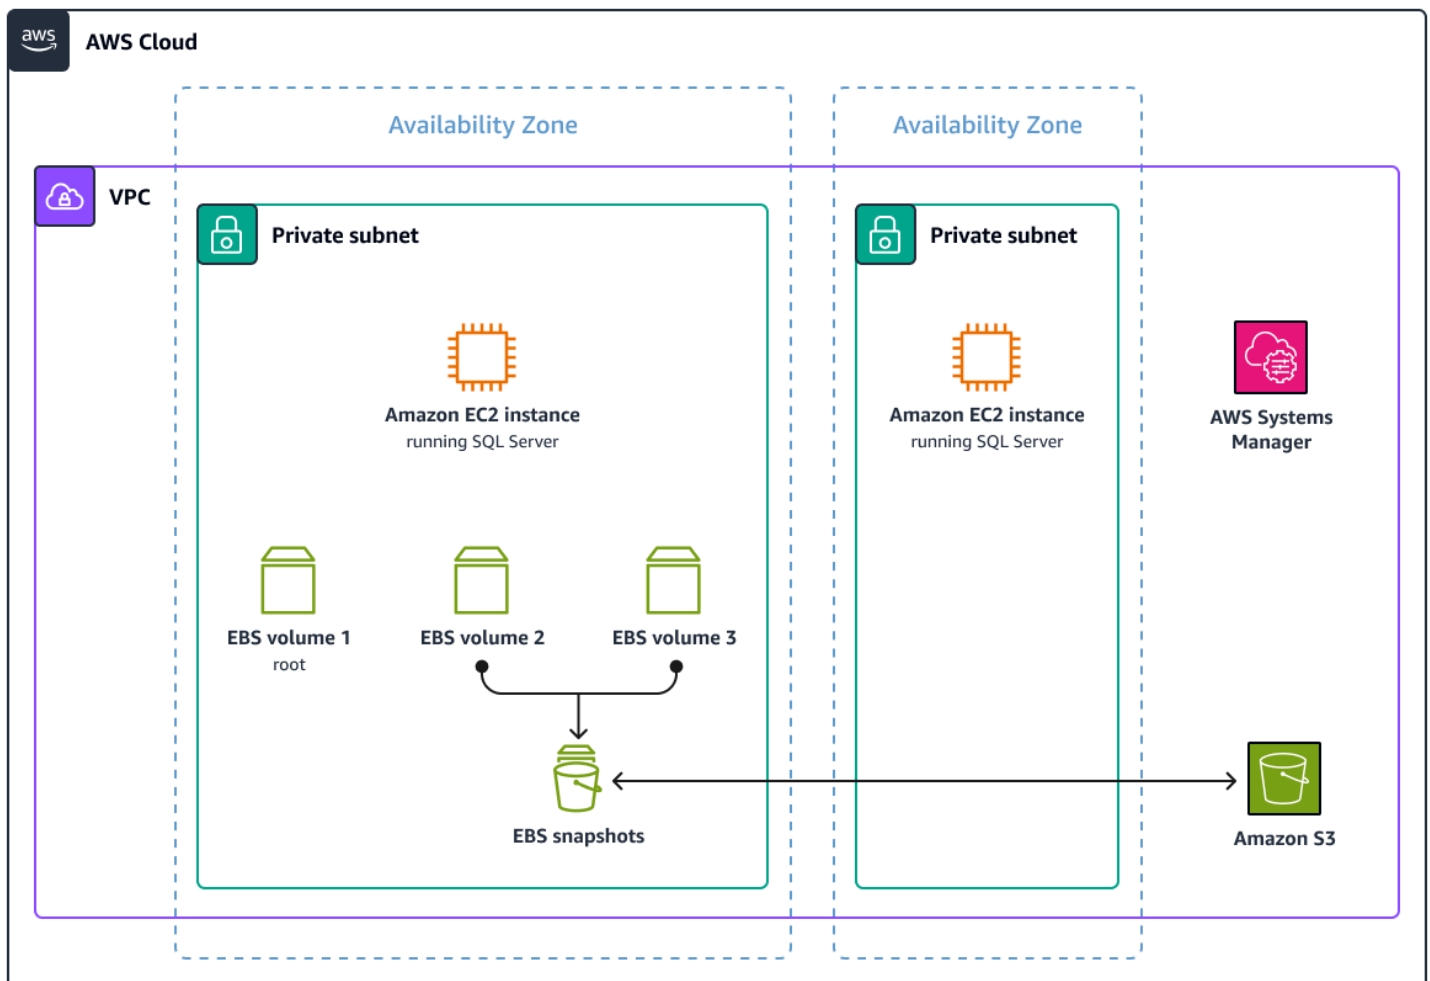 aws
AWS Cloud
Availability Zone
Availability Zone
VPC
Private subnet
Private subnet
Amazon EC2 instance
running SQL Server
Amazon EC2 instance
running SQL Server
AWS Systems
Manager
EBS volume 1
root
EBS volume 2
EBS volume 3
EBS snapshots
Amazon S3